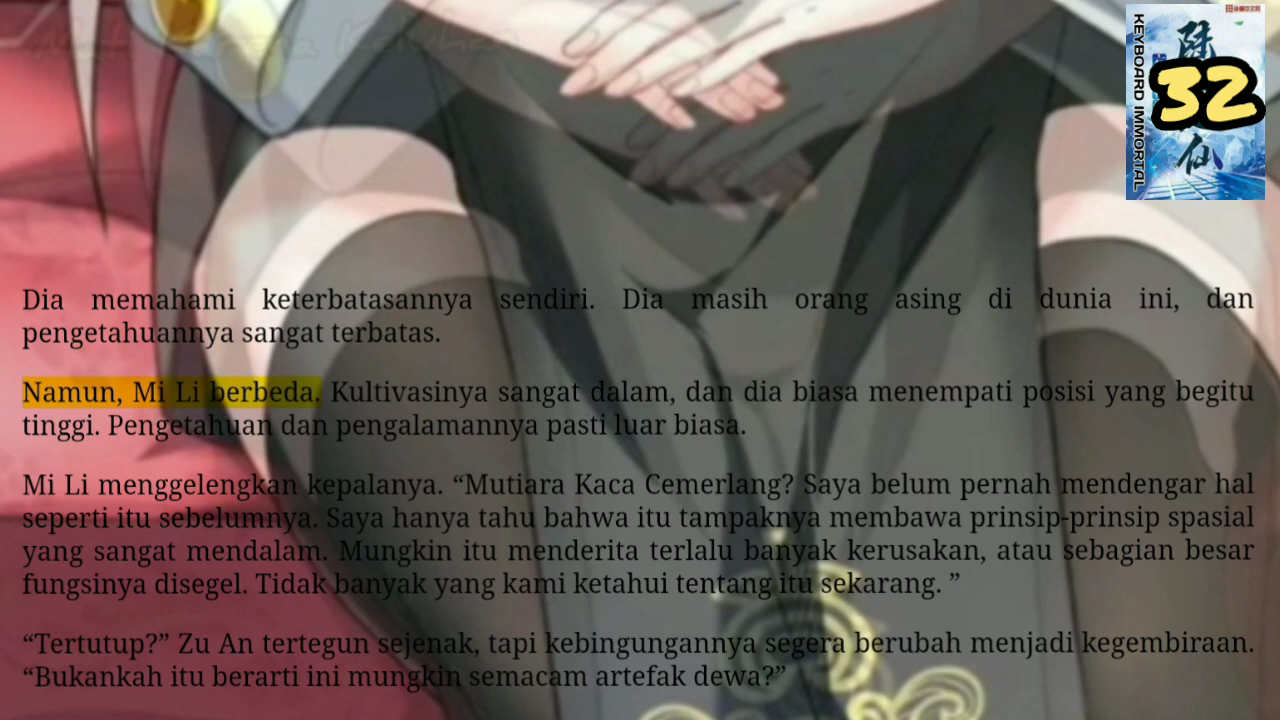 KEYBOARD IMMORTAL
32
仙
Dia memahami keterbatasannya sendiri. Dia masih orang asing di dunia ini, dan
pengetahuannya sangat terbatas.
Namun, Mi Li berbeda. Kultivasinya sangat dalam, dan dia biasa menempati posisi yang begitu
tinggi. Pengetahuan dan pengalamannya pasti luar biasa.
Mi Li menggelengkan kepalanya. “Mutiara Kaca Cemerlang? Saya belum pernah mendengar hal
seperti itu sebelumnya. Saya hanya tahu bahwa itu tampaknya membawa prinsip-prinsip spasial
yang sangat mendalam. Mungkin itu menderita terlalu banyak kerusakan, atau sebagian besar
fungsinya disegel. Tidak banyak yang kami ketahui tentang itu sekarang. ”
“Tertutup?” Zu An tertegun sejenak, tapi kebingungannya segera berubah menjadi kegembiraan.
“Bukankah itu berarti ini mungkin semacam artefak dewa?”